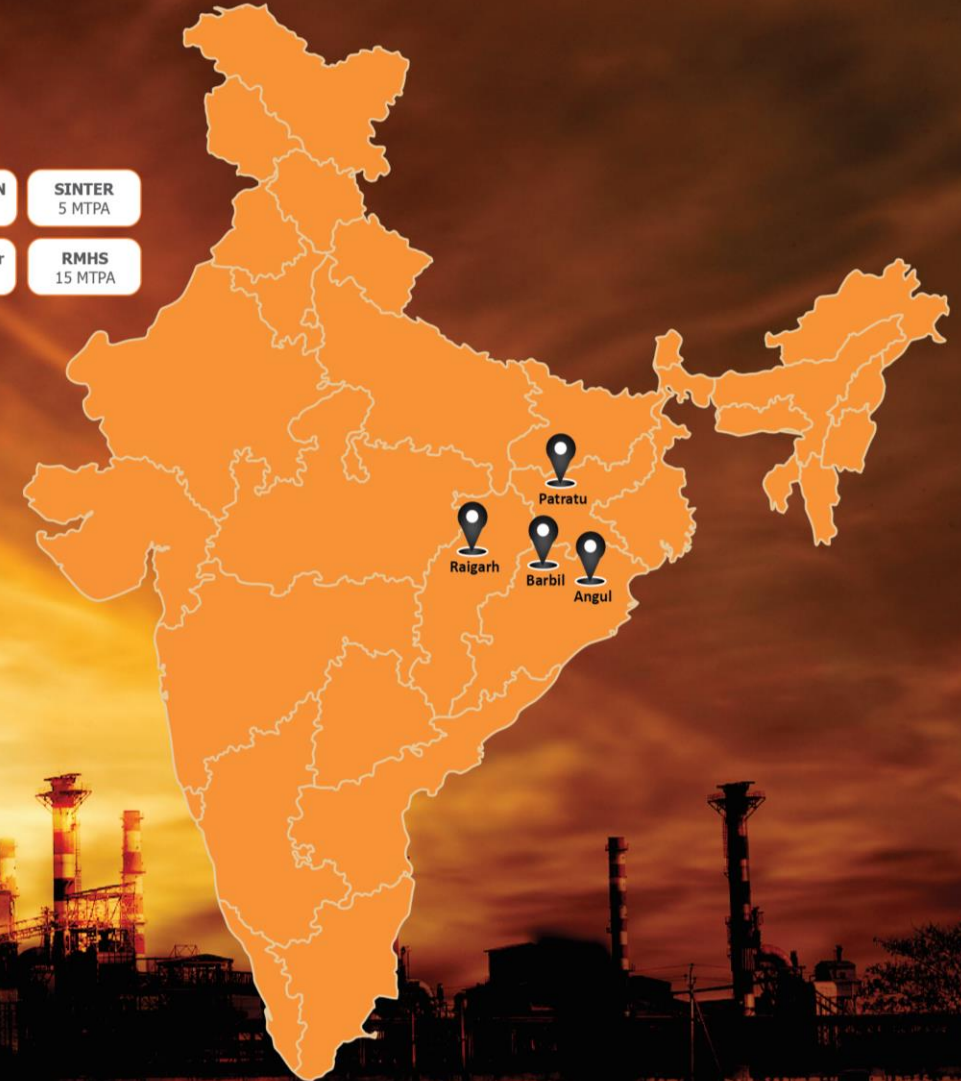 N
SINTER
5 MTPA
r
RMHS
15 MTPA
Patratu
Raigarh
Barbil
Angul